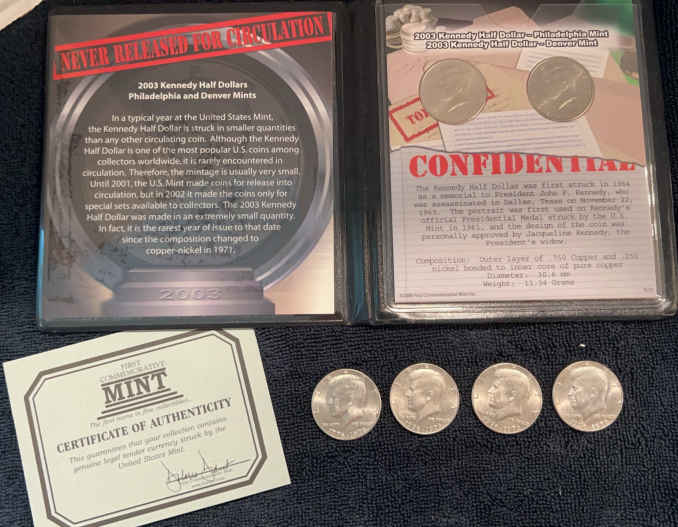 NEVER RELEASED FOR CIRCULATION
2003 Kennedy Half Dollars
Philadelphia and Denver Mints
In a typical year at the United States Mint,
the Kennedy Half Dollar is struck in smaller quantities
than any other circulating coin. Although the Kennedy
Half Dollar is one of the most popular U.S. coins among
collectors worldwide, it is rarely encountered in
circulation. Therefore, the mintage is usually very small.
Until 2001, the U.S. Mint made coins for release into
circulation, but in 2002 it made the coins only for
special sets available to collectors. The 2003 Kennedy
Half Dollar was made in an extremely small quantity.
In fact, it is the rarest year of issue to that date
since the composition changed to
copper-nickel in 1971.
2003
2003 Kennedy Half Dollar – Philadelphia Mint
2003 Kennedy Half Dollar – Denver Mint
TOP
CONFIDENTIAL
The Kennedy Half Dollar was first struck in 1964
as a memorial to President John F. Kennedy, who
was assassinated in Dallas, Texas on November 22,
1963. The portrait was first used on Kennedy's
official Presidential Medal struck by the U.S.
Mint in 1961, and the design of the coin was
personally approved by Jacqueline Kennedy, the
President's widow.
Composition: Outer layer of .750 Copper and .250
nickel bonded to inner core of pure copper
Diameter: 30.6 mm
Weight: 11.34 Grams
FIRST
COMMEMORATIVE
MINT
The first name in fine collectibles
CERTIFICATE OF AUTHENTICITY
This guarantees that your collection contains
genuine legal tender currency struck by the
United States Mint.